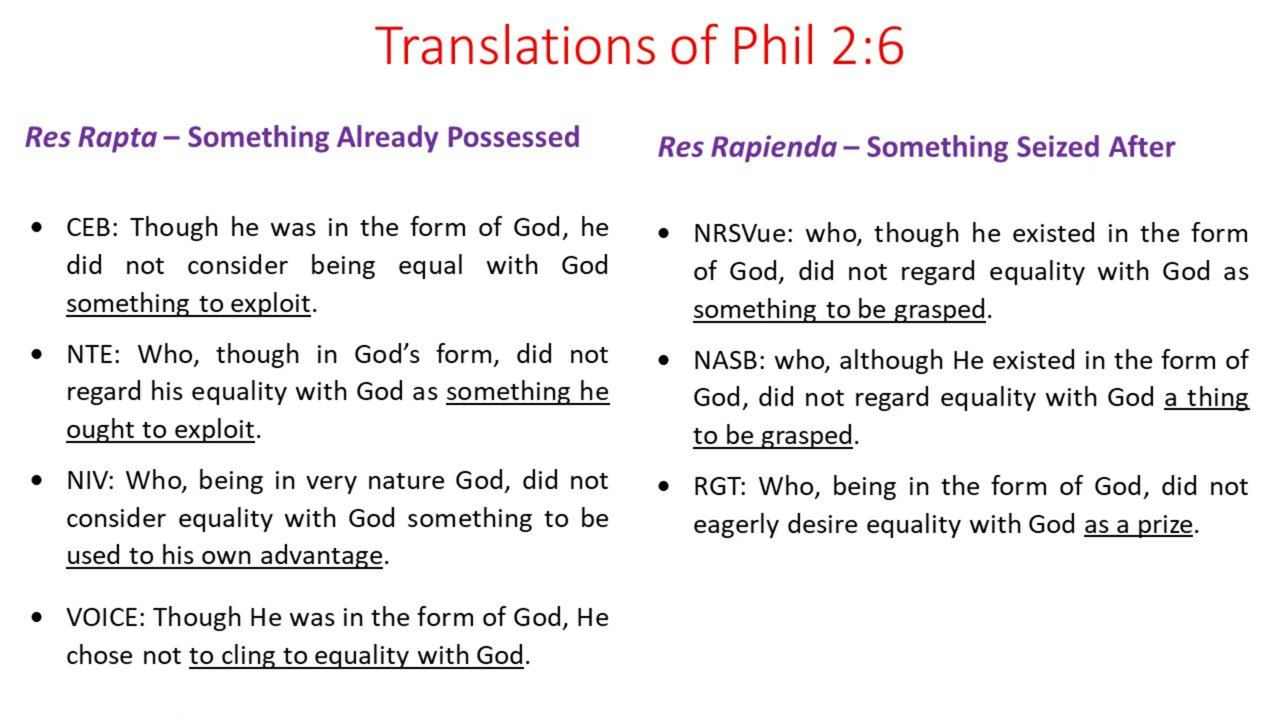 Translations of Phil 2:6
Res Rapta – Something Already Possessed
• CEB: Though he was in the form of God, he
did not consider being equal with God
something to exploit.
• NTE: Who, though in God’s form, did not
regard his equality with God as something he
ought to exploit.
• NIV: Who, being in very nature God, did not
consider equality with God something to be
used to his own advantage.
• VOICE: Though He was in the form of God, He
chose not to cling to equality with God.
Res Rapienda – Something Seized After
• NRSVue: who, though he existed in the form
of God, did not regard equality with God as
something to be grasped.
• NASB: who, although He existed in the form of
God, did not regard equality with God a thing
to be grasped.
• RGT: Who, being in the form of God, did not
eagerly desire equality with God as a prize.